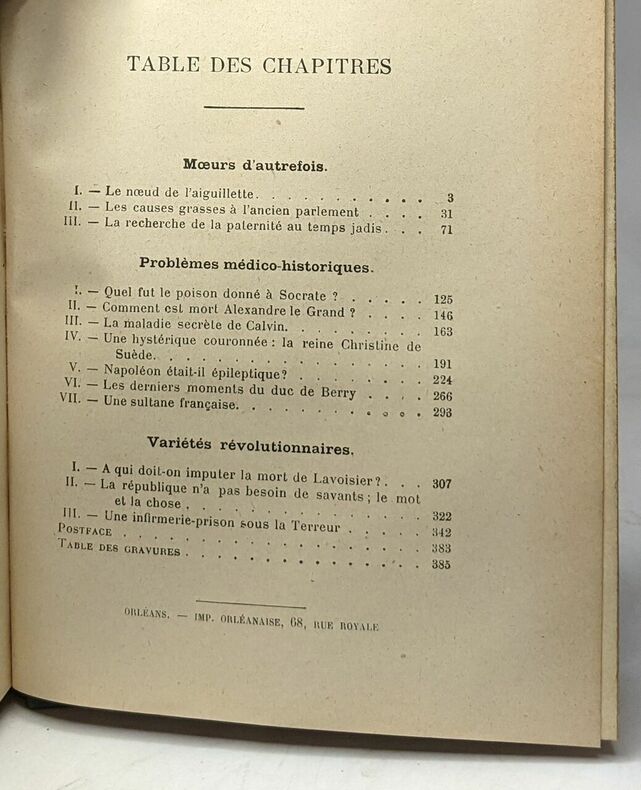 TABLE DES CHAPITRES
Mœurs d'autrefois.
I. — Le nœud de l'aiguillette. . . . . . . . . . . 3
II. — Les causes grasses à l'ancien parlement . . . . 31
III. — La recherche de la paternité au temps jadis. . . 71
Problèmes médico-historiques.
I. — Quel fut le poison donné à Socrate ? . . . . . 125
II. — Comment est mort Alexandre le Grand ? . . . . 146
III. — La maladie secrète de Calvin. . . . . . . . . 163
IV. — Une hystérique couronnée : la reine Christine de
Suède. . . . . . . . . . . . . . . . . 191
V. — Napoléon était-il épileptique? . . . . . . . . 224
VI. — Les derniers moments du duc de Berry . . . . 266
VII. — Une sultane française. . . . . . . . . . . . 293
Variétés révolutionnaires.
I. — A qui doit-on imputer la mort de Lavoisier ?. . . 307
II. — La république n'a pas besoin de savants ; le mot
et la chose . . . . . . . . . . . . . . 322
III. — Une infirmerie-prison sous la Terreur . . . . . 342
POSTFACE . . . . . . . . . . . . . . . . . 383
TABLE DES GRAVURES . . . . . . . . . . . . . 385
ORLÉANS. — IMP. ORLÉANAISE, 68, RUE ROYALE